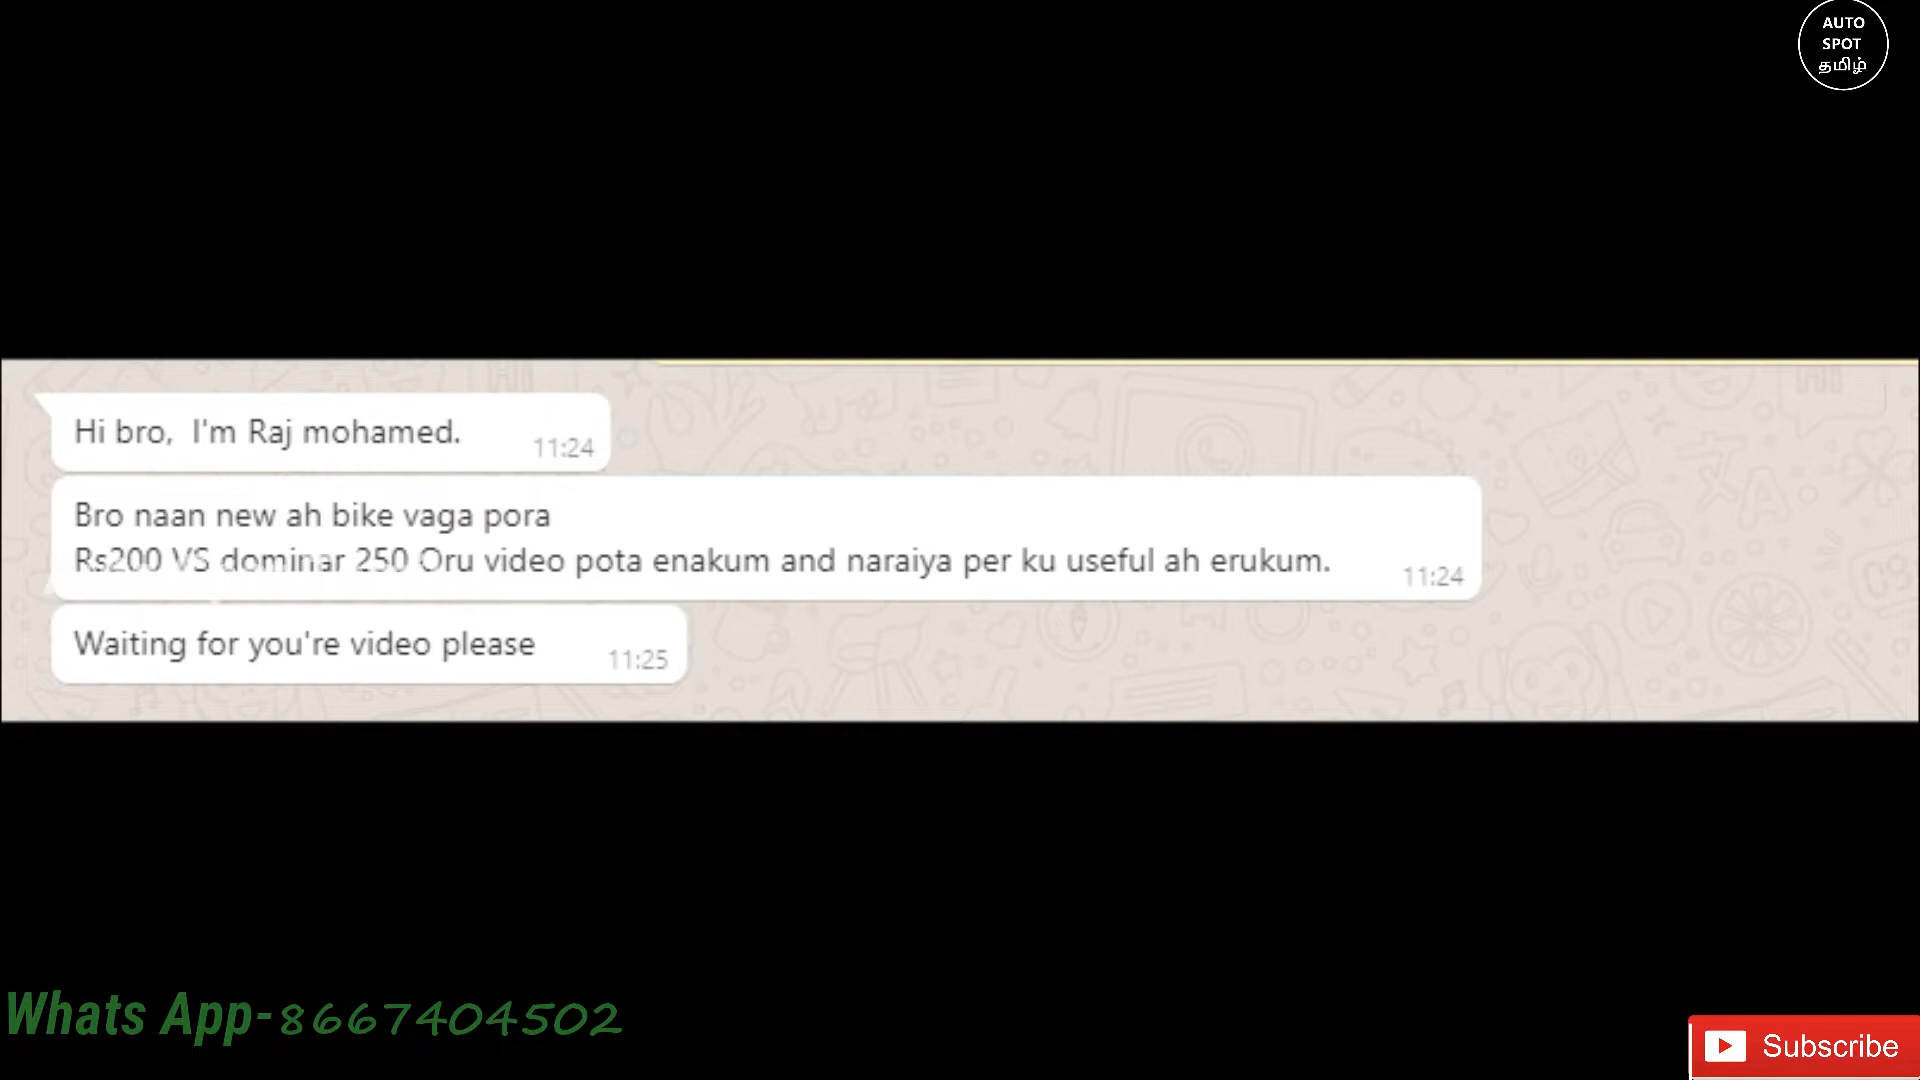 AUTO
SPOT
தமிழ்
Hi bro,  I'm Raj mohamed.
11:24
Bro naan new ah bike vaga pora
Rs200 VS dominar 250 Oru video pota enakum and naraiya per ku useful ah erukum.
11:24
Waiting for you're video please
11:25
Whats App-8667404502
Subscribe